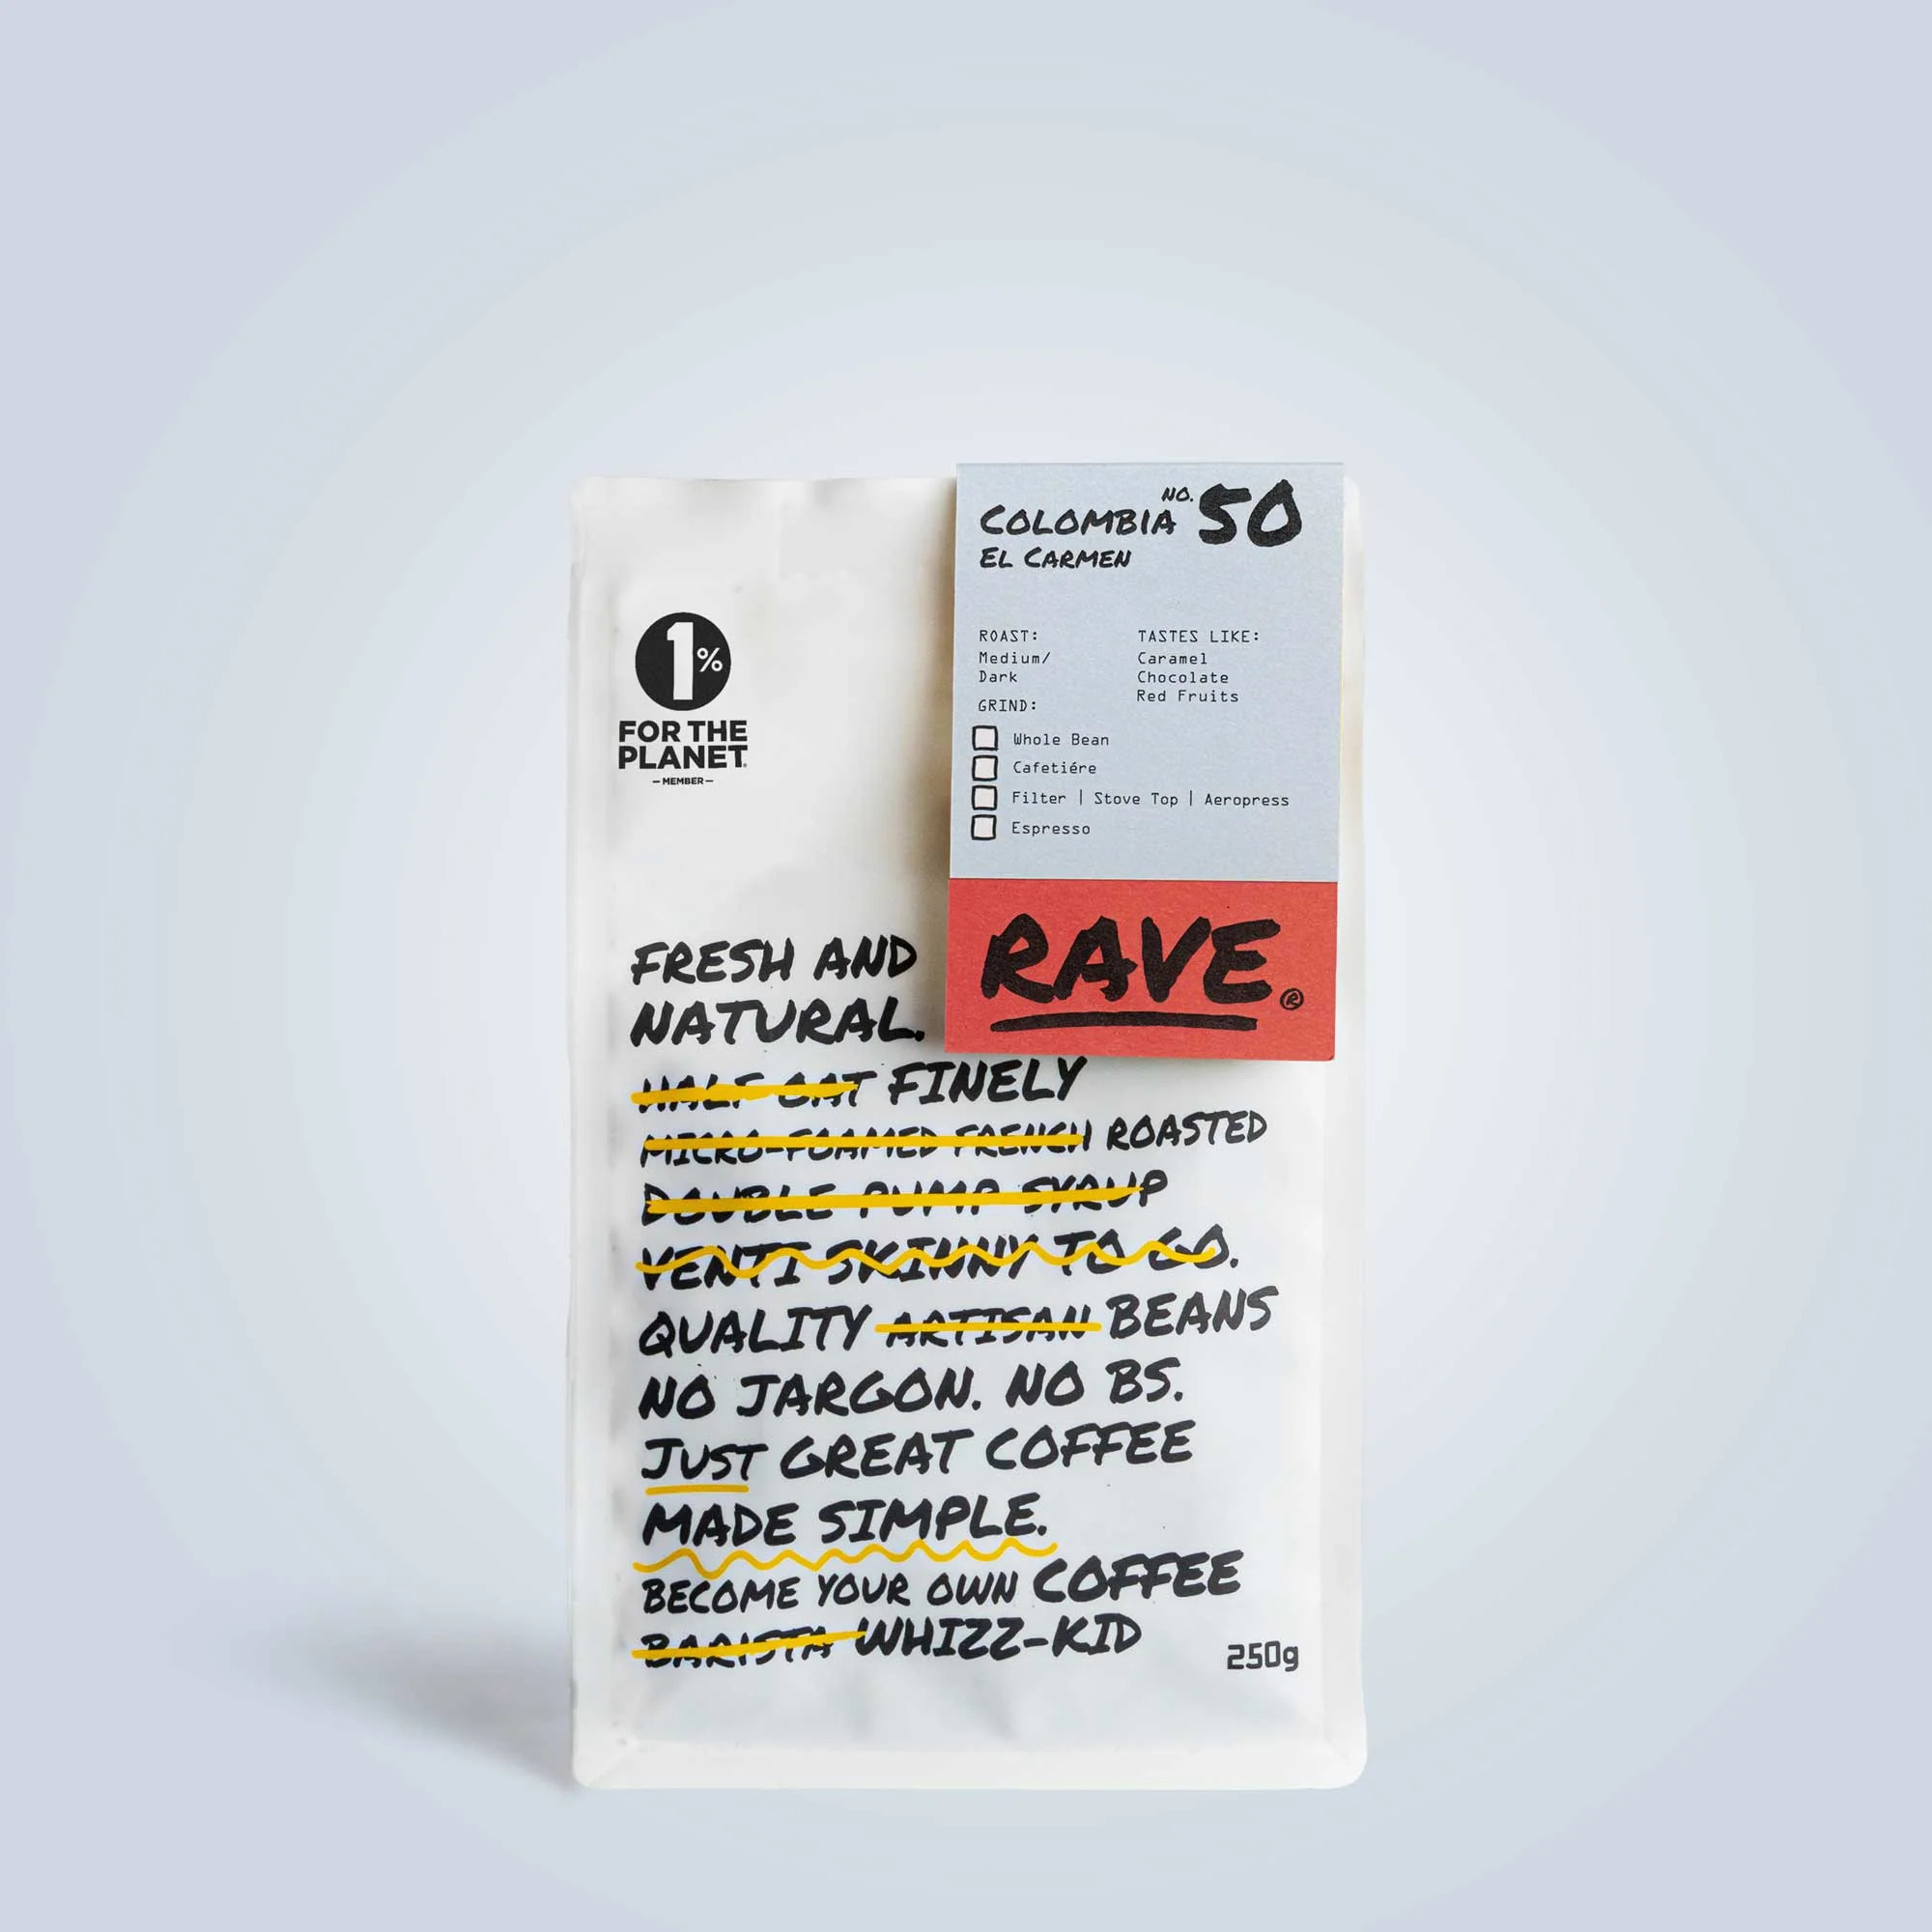 NO. 50
COLOMBIA
EL CARMEN
ROAST:
Medium/
Dark
TASTES LIKE:
Caramel
Chocolate
Red Fruits
GRIND:
Whole Bean
Cafetiére
Filter | Stove Top | Aeropress
Espresso
RAVE.®
1%
FOR THE
PLANET®
– MEMBER –
FRESH AND
NATURAL.
HALF OAT FINELY
MICRO-FOAMED FRENCH ROASTED
DOUBLE PUMP SYRUP
VENTI SKINNY TO GO.
QUALITY ARTISAN BEANS
NO JARGON. NO BS.
JUST GREAT COFFEE
MADE SIMPLE.
BECOME YOUR OWN COFFEE
BARISTA WHIZZ-KID
250g